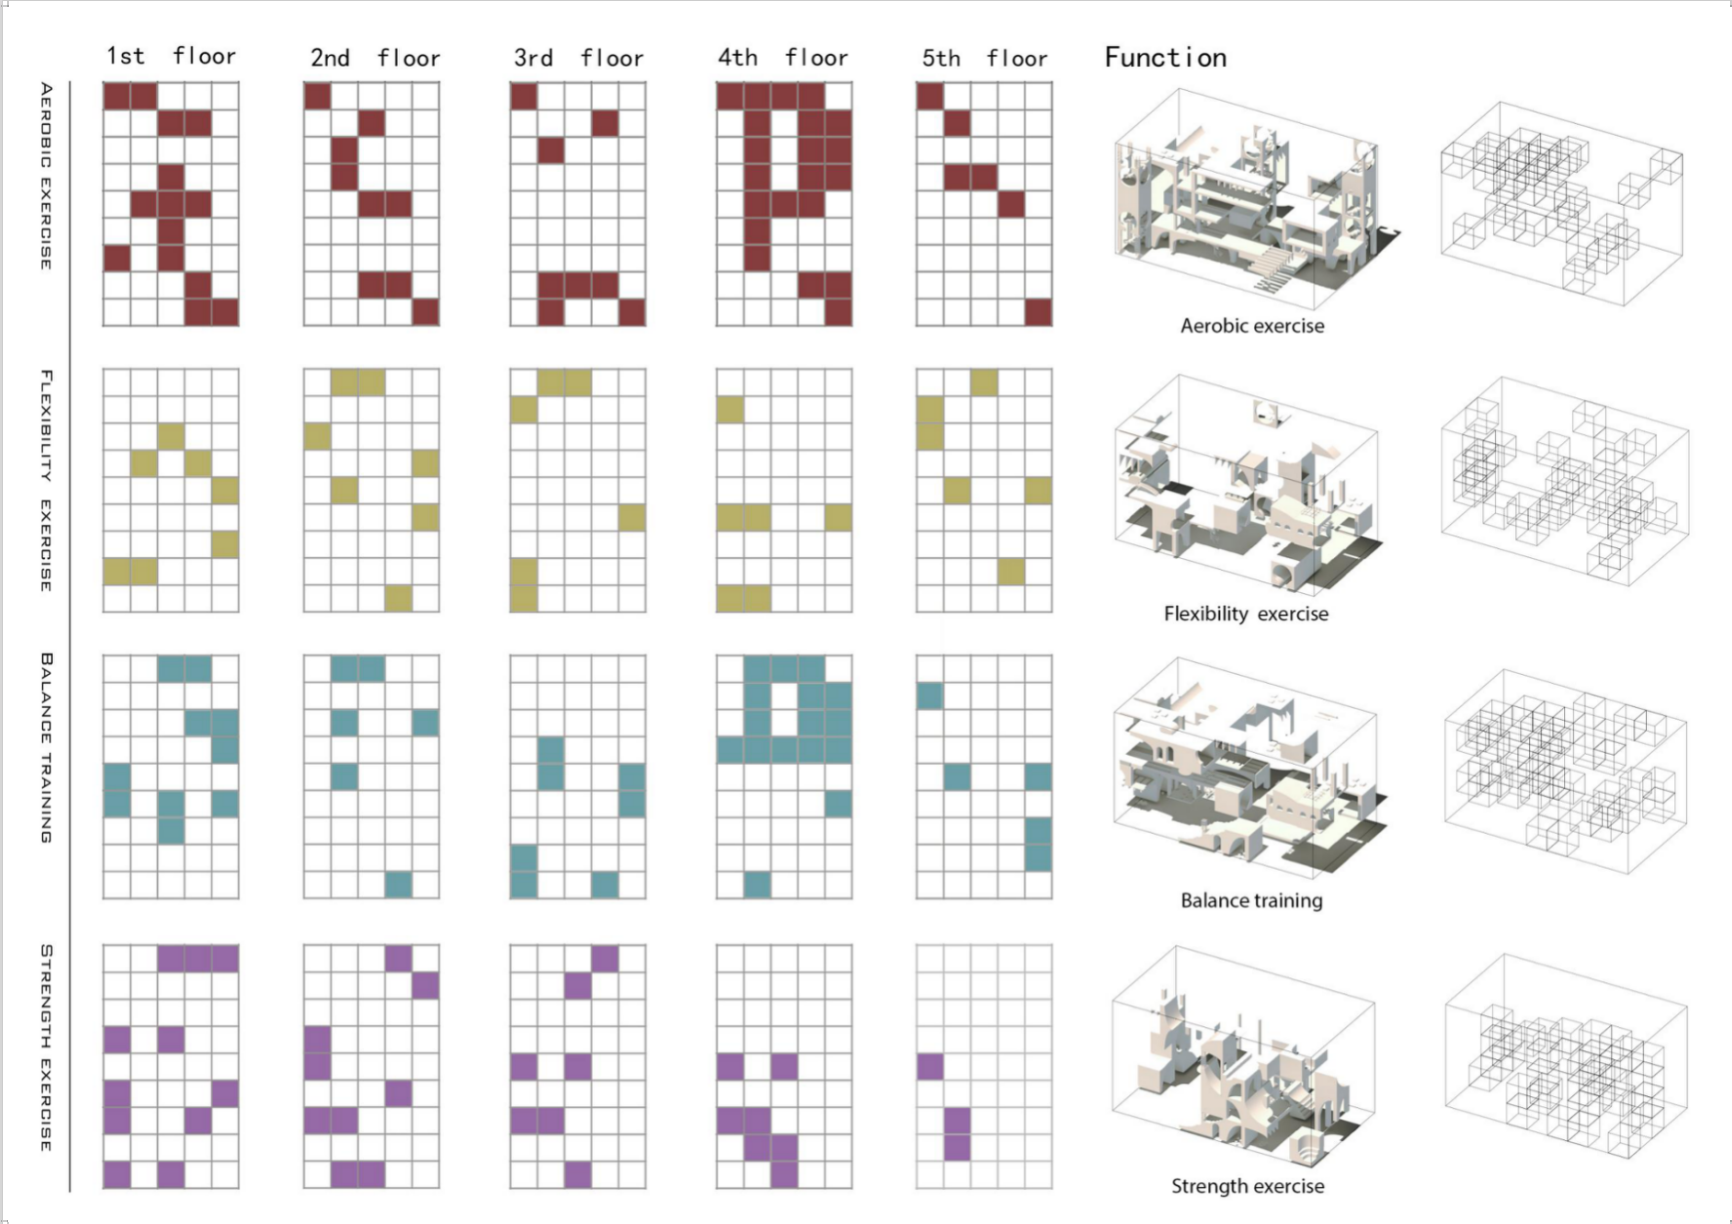 1st floor
2nd floor
3rd floor
4th floor
5th floor
Function
AEROBIC EXERCISE
Aerobic exercise
FLEXIBILITY EXERCISE
Flexibility exercise
BALANCE TRAINING
Balance training
STRENGTH EXERCISE
Strength exercise